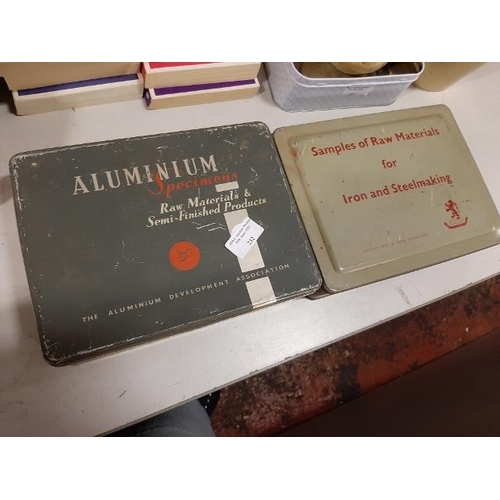 ALUMINIUM
Specimens
Raw Materials &
Semi-Finished Products
232
THE ALUMINIUM DEVELOPMENT ASSOCIATION
Samples of Raw Materials
for
Iron and Steelmaking